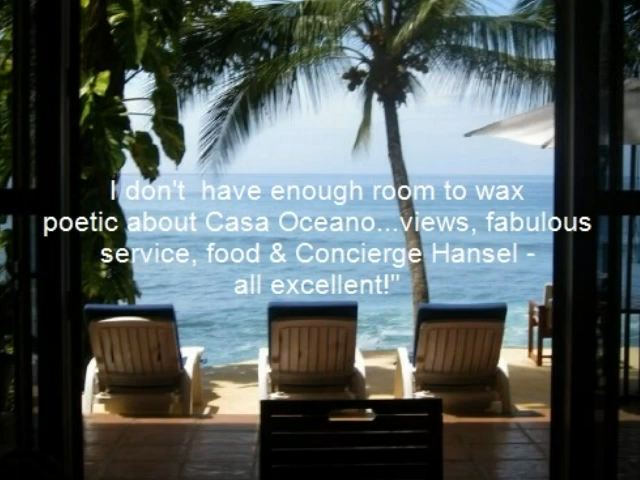 I don't  have enough room to wax
poetic about Casa Oceano...views, fabulous
service, food & Concierge Hansel -
all excellent!"